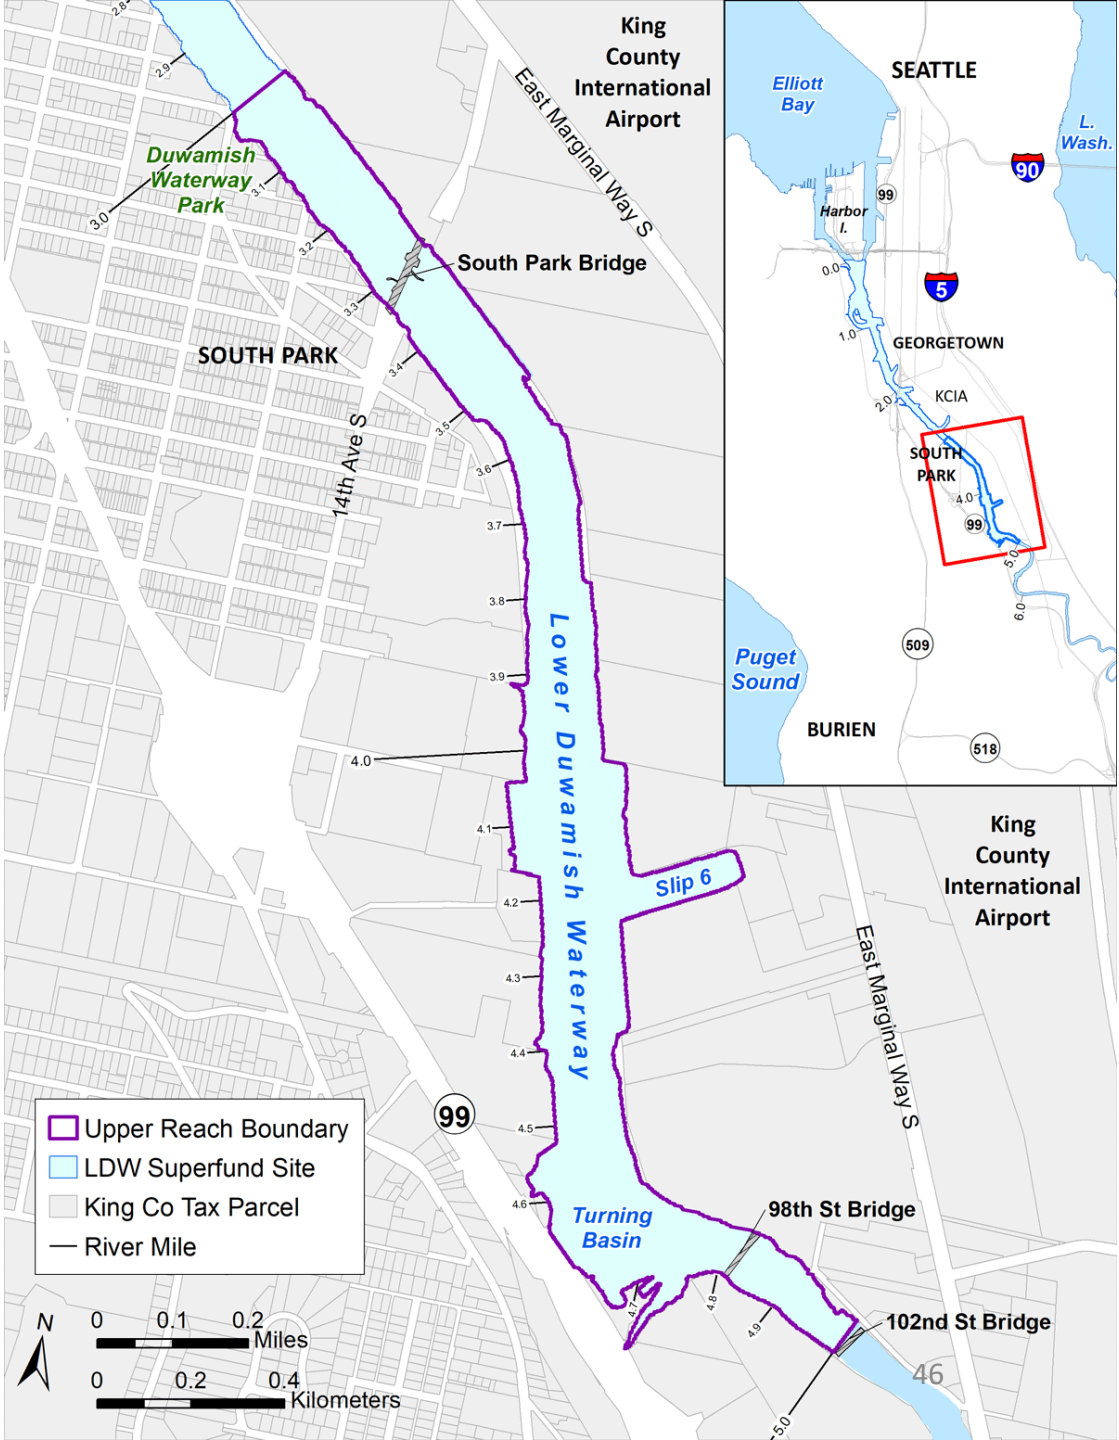 2.8
2.9
3.0
3.1
3.2
3.3
3.4
3.5
3.6
3.7
3.8
3.9
4.0
4.1
4.2
4.3
4.4
4.5
4.6
4.7
4.8
4.9
5.0
Duwamish
Waterway
Park
King
County
International
Airport
East Marginal Way S
South Park Bridge
SOUTH PARK
14th Ave S
Lower Duwamish Waterway
Slip 6
99
Turning
Basin
98th St Bridge
102nd St Bridge
King
County
International
Airport
East Marginal Way S
46
SEATTLE
Elliott
Bay
L.
Wash.
90
99
Harbor
I.
0.0
5
1.0
GEORGETOWN
2.0
KCIA
SOUTH
PARK
4.0
99
5.0
6.0
509
Puget
Sound
BURIEN
518
Upper Reach Boundary
LDW Superfund Site
King Co Tax Parcel
River Mile
N
0 0.1 0.2
Miles
0 0.2 0.4
Kilometers